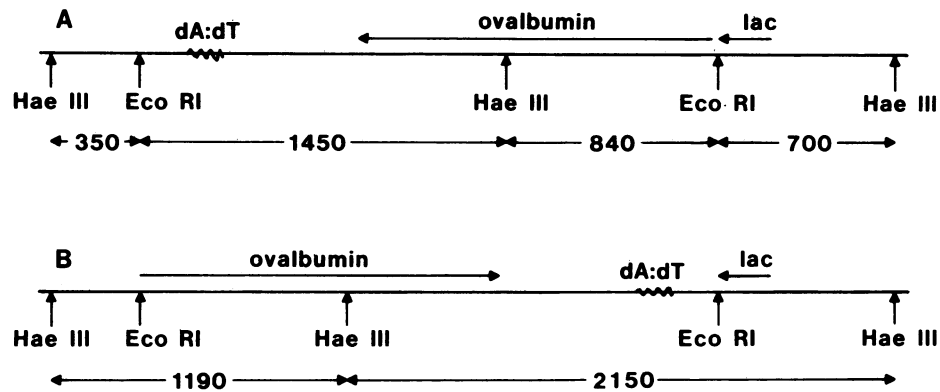 A
ovalbumin
lac
dA:dT
Hae III
Eco RI
Hae III
Eco RI
Hae III
350
1450
840
700
B
ovalbumin
dA:dT
lac
Hae III
Eco RI
Hae III
Eco RI
Hae III
1190
2150